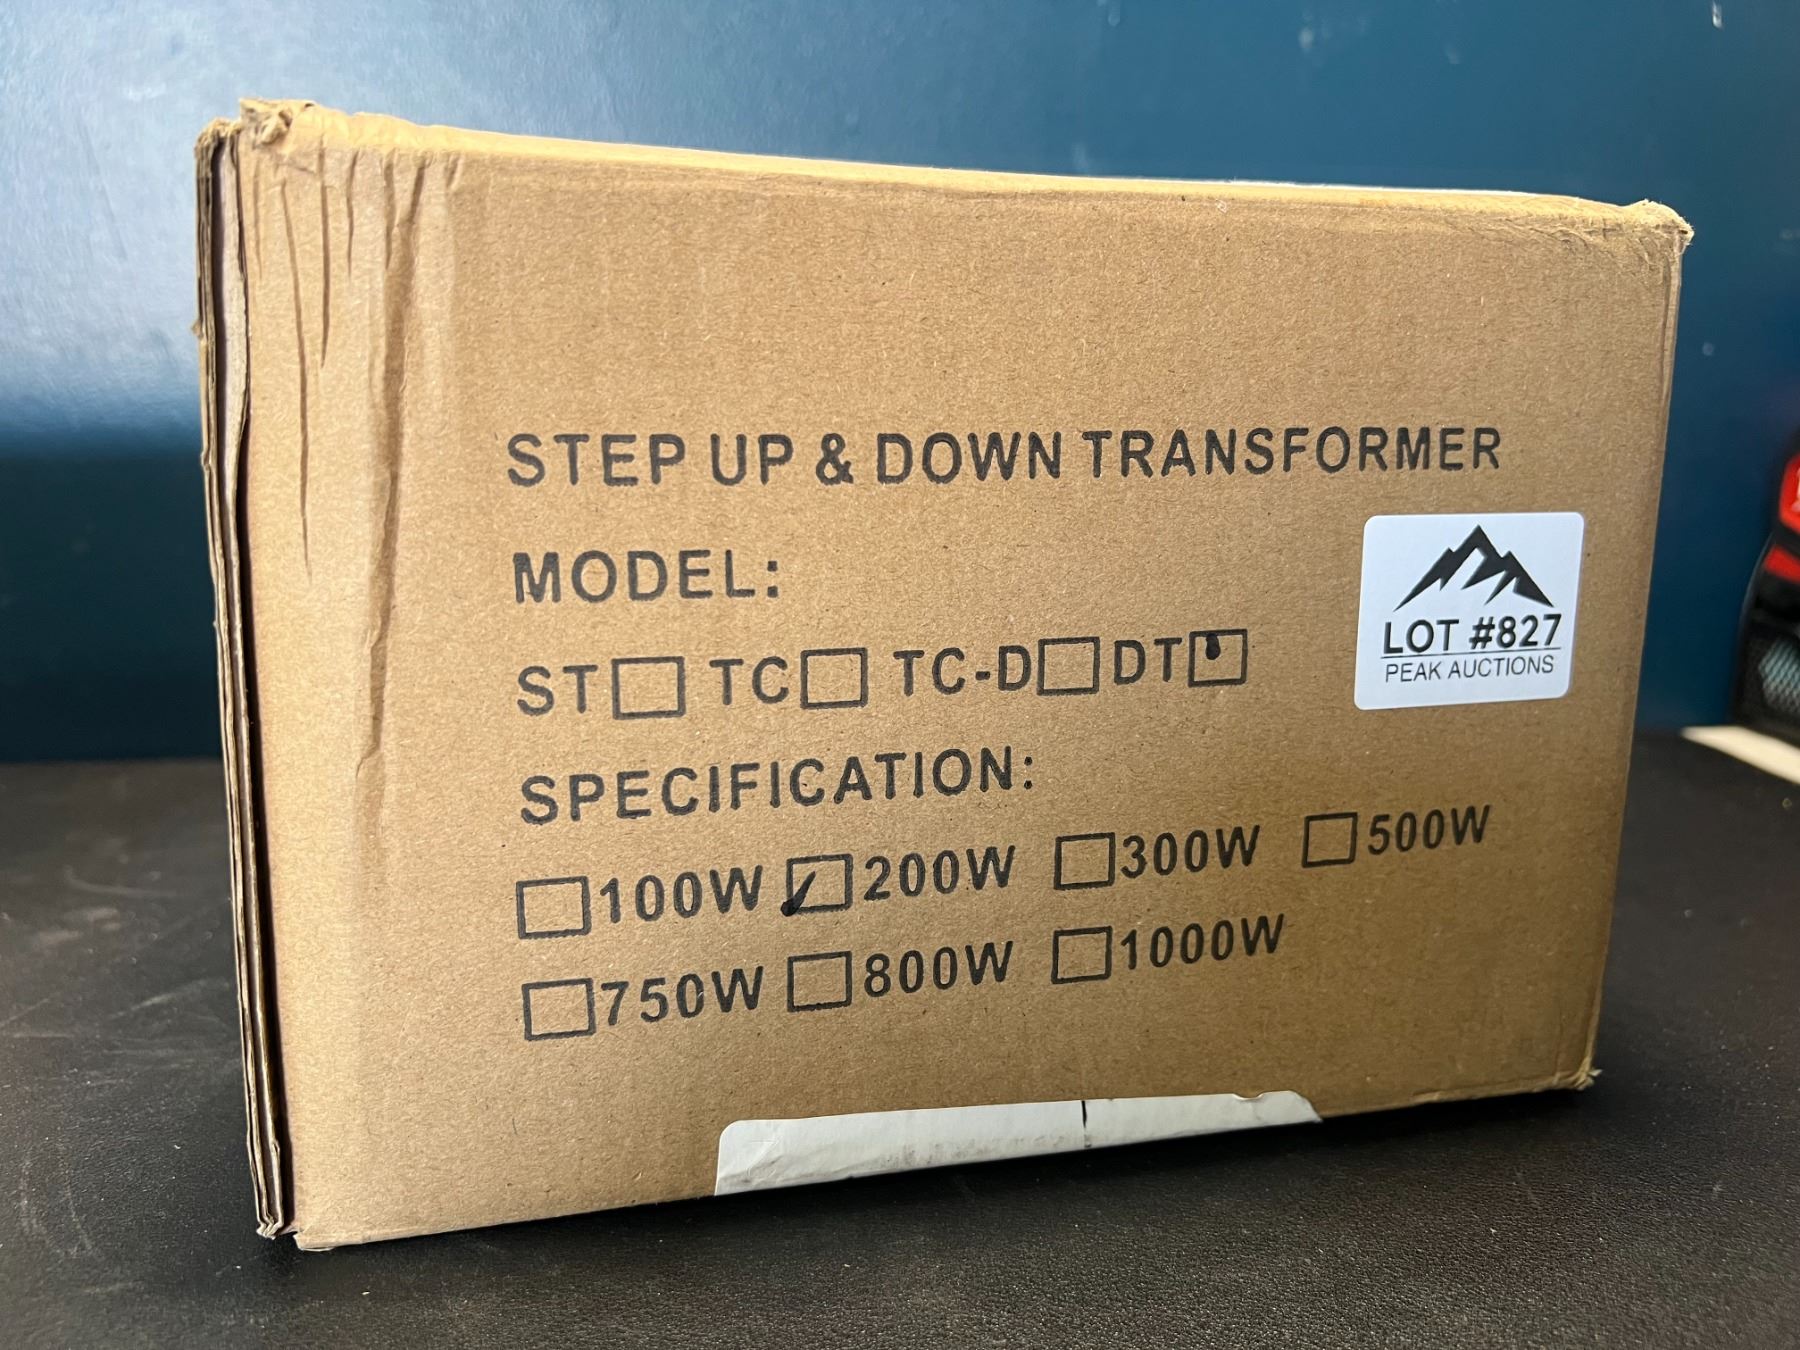 STEP UP & DOWN TRANSFORMER
MODEL:
ST TC TC-D DT
LOT #827
PEAK AUCTIONS
SPECIFICATION:
100W 200W 300W 500W
750W 800W 1000W